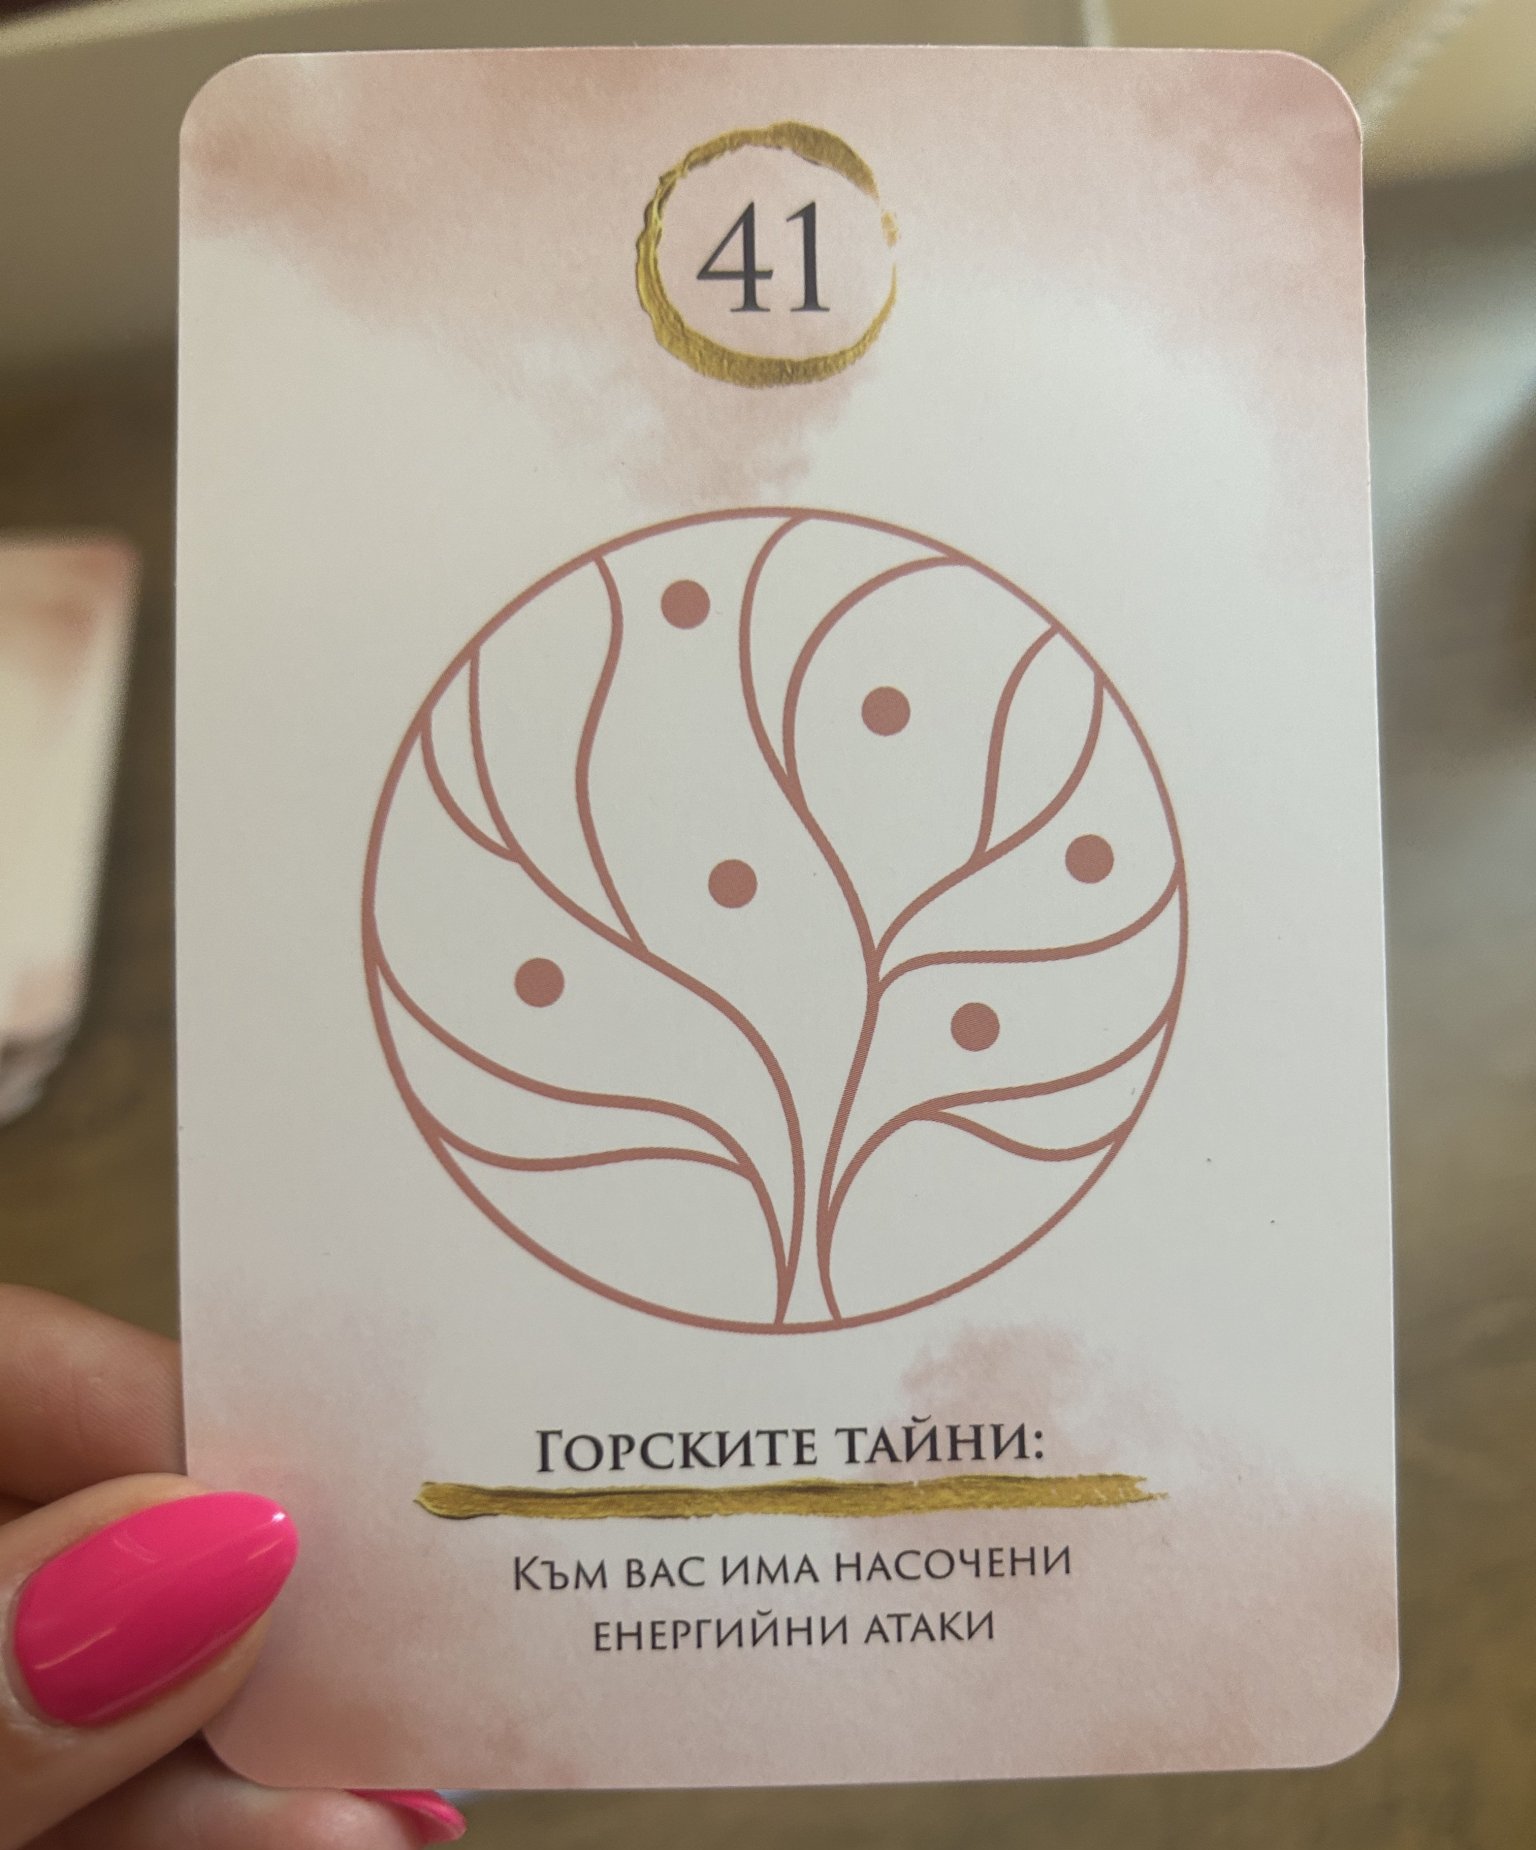 41
Горските тайни:
Към вас има насочени
енергийни атаки